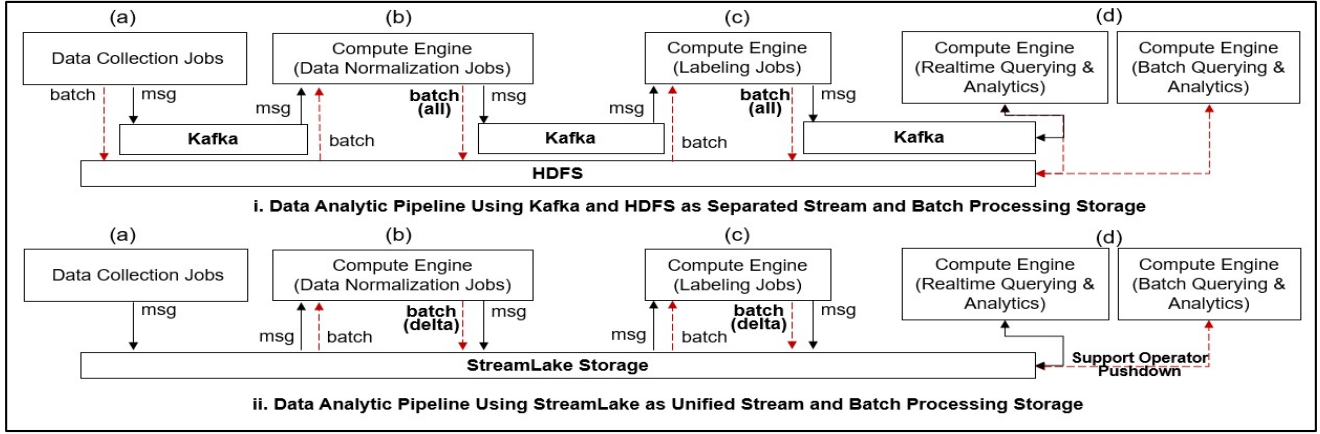 (a)
(b)
(c)
(d)
Data Collection Jobs
Compute Engine
(Data Normalization Jobs)
Compute Engine
(Labeling Jobs)
Compute Engine
(Realtime Querying &
Analytics)
Compute Engine
(Batch Querying &
Analytics)
batch
msg
msg
batch
(all)
msg
msg
batch
(all)
msg
Kafka
batch
Kafka
batch
Kafka
HDFS
i. Data Analytic Pipeline Using Kafka and HDFS as Separated Stream and Batch Processing Storage
(a)
(b)
(c)
(d)
Data Collection Jobs
Compute Engine
(Data Normalization Jobs)
Compute Engine
(Labeling Jobs)
Compute Engine
(Realtime Querying &
Analytics)
Compute Engine
(Batch Querying &
Analytics)
msg
msg
batch
batch
(delta)
msg
msg
batch
batch
(delta)
msg
StreamLake Storage
Support Operator
Pushdown
ii. Data Analytic Pipeline Using StreamLake as Unified Stream and Batch Processing Storage